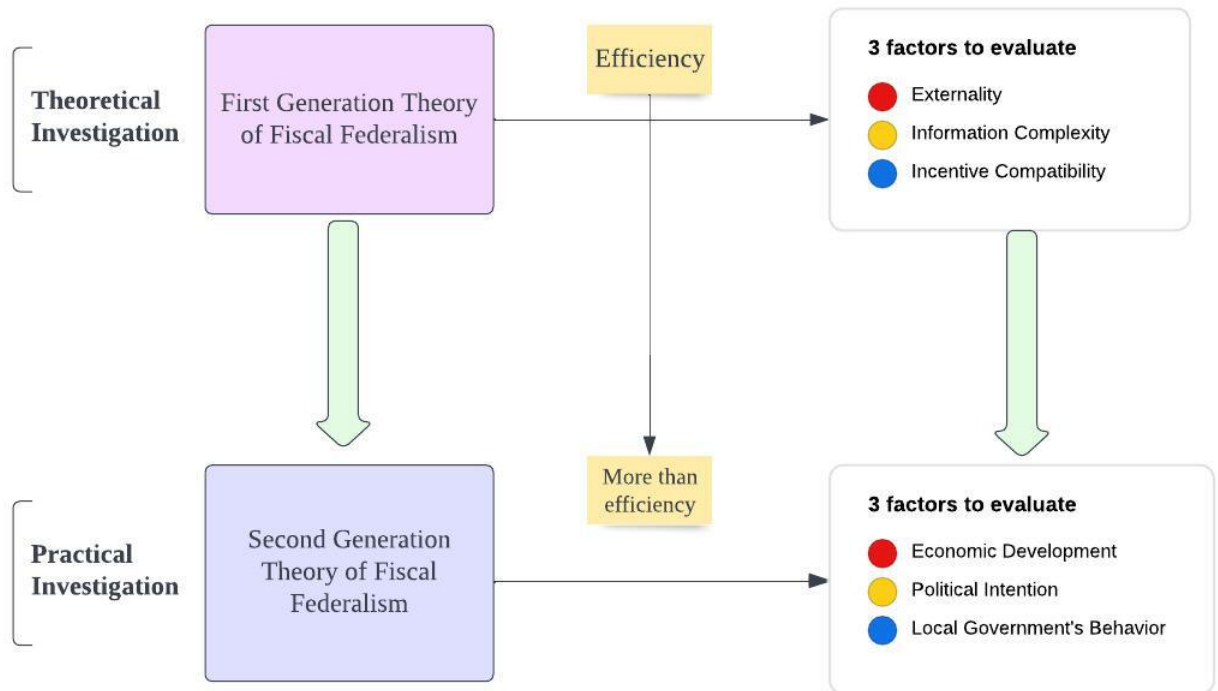 Theoretical
Investigation
First Generation Theory
of Fiscal Federalism
Efficiency
3 factors to evaluate
Externality
Information Complexity
Incentive Compatibility
Practical
Investigation
Second Generation
Theory of Fiscal
Federalism
More than
efficiency
3 factors to evaluate
Economic Development
Political Intention
Local Government's Behavior